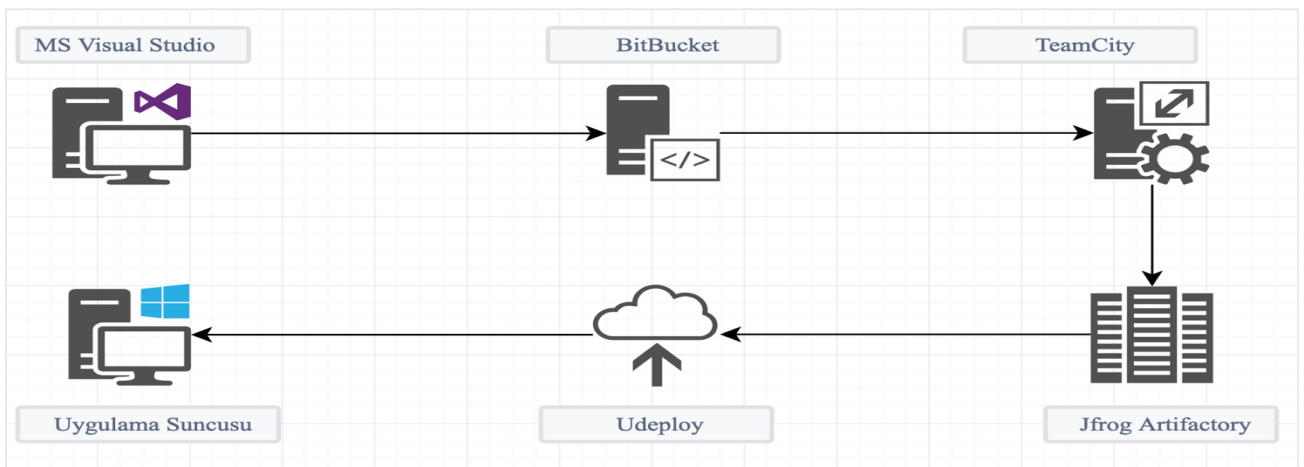 MS Visual Studio
BitBucket
TeamCity
</>
Uygulama Suncusu
Udeploy
Jfrog Artifactory